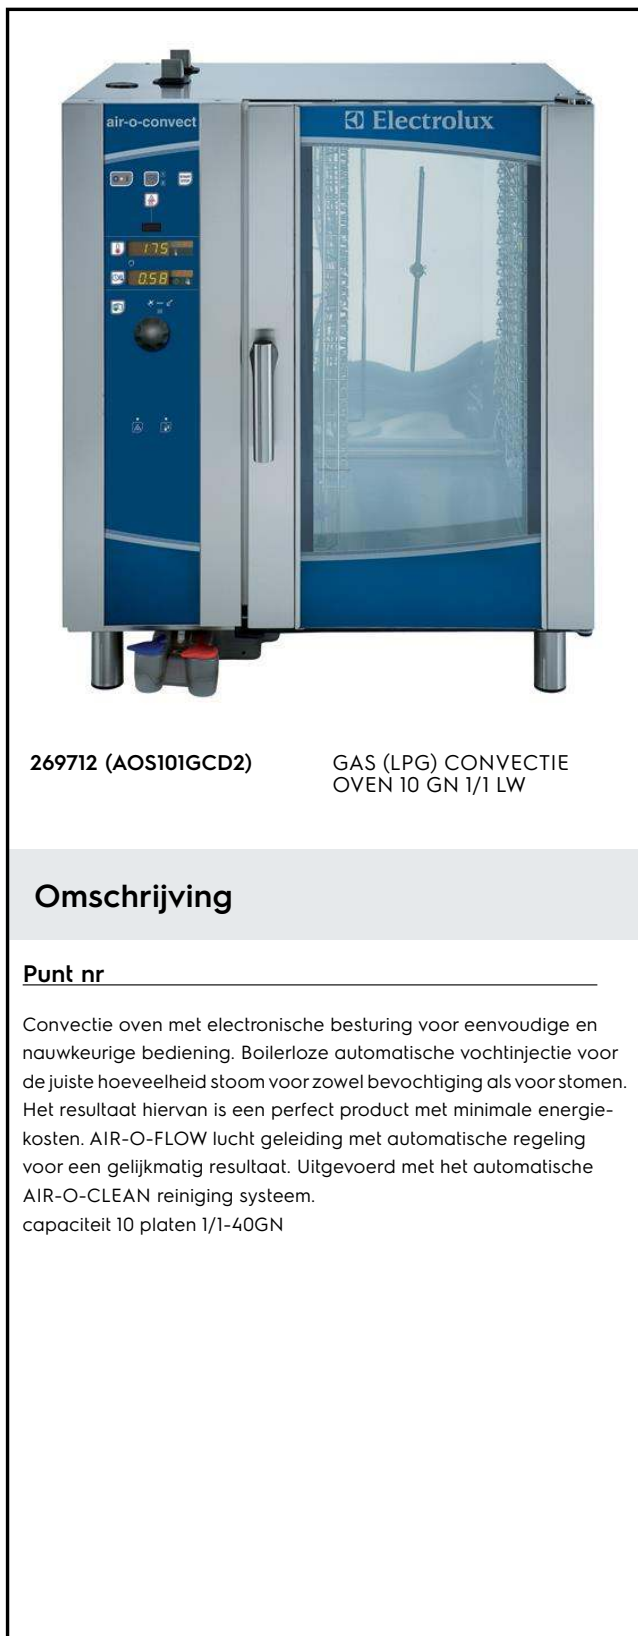 air-o-convect
Electrolux
175
0:58
269712 (AOS101GCD2)
GAS (LPG) CONVECTIE
OVEN 10 GN 1/1 LW
Omschrijving
Punt nr
Convectie oven met electronische besturing voor eenvoudige en
nauwkeurige bediening. Boilerloze automatische vochtinjectie voor
de juiste hoeveelheid stoom voor zowel bevochtiging als voor stomen.
Het resultaat hiervan is een perfect product met minimale energie-
kosten. AIR-O-FLOW lucht geleiding met automatische regeling
voor een gelijkmatig resultaat. Uitgevoerd met het automatische
AIR-O-CLEAN reiniging systeem.
capaciteit 10 platen 1/1-40GN